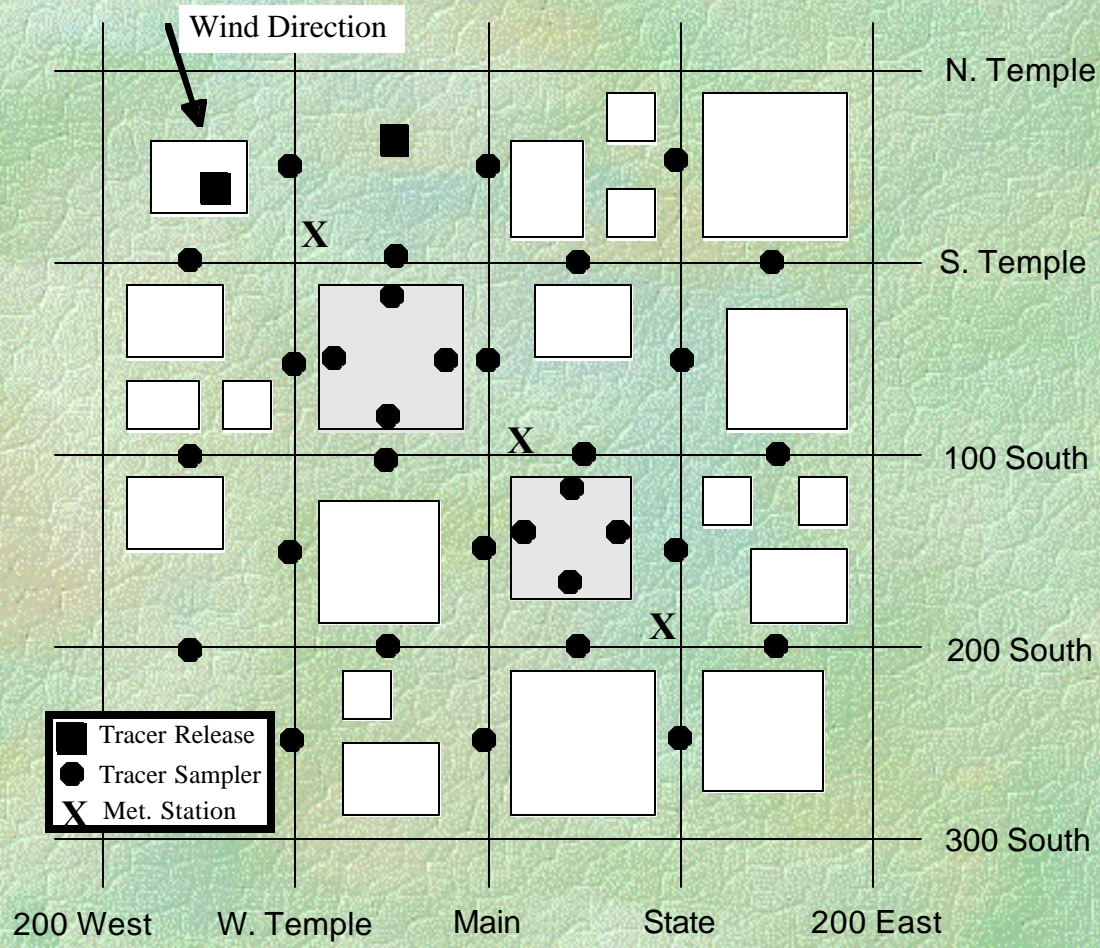 Wind Direction
N. Temple
X
S. Temple
X
100 South
X
200 South
Tracer Release
Tracer Sampler
X Met. Station
300 South
200 West W. Temple Main State 200 East